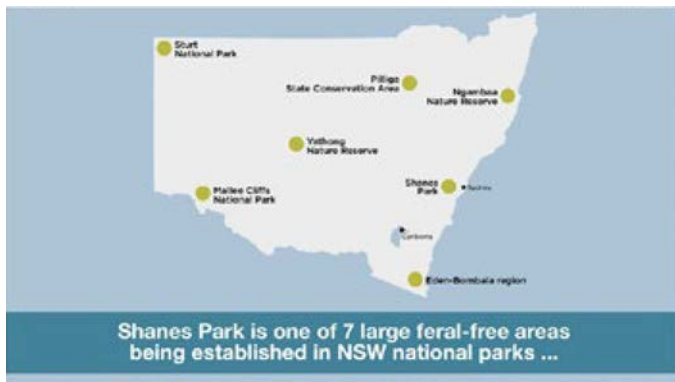 Sturt
National Park
Pilliga
State Conservation Area
Ngambaa
Nature Reserve
Yathong
Nature Reserve
Shanes
Park
Sydney
Mallee Cliffs
National Park
Canberra
Eden-Bombala region
Shanes Park is one of 7 large feral-free areas
being established in NSW national parks ...